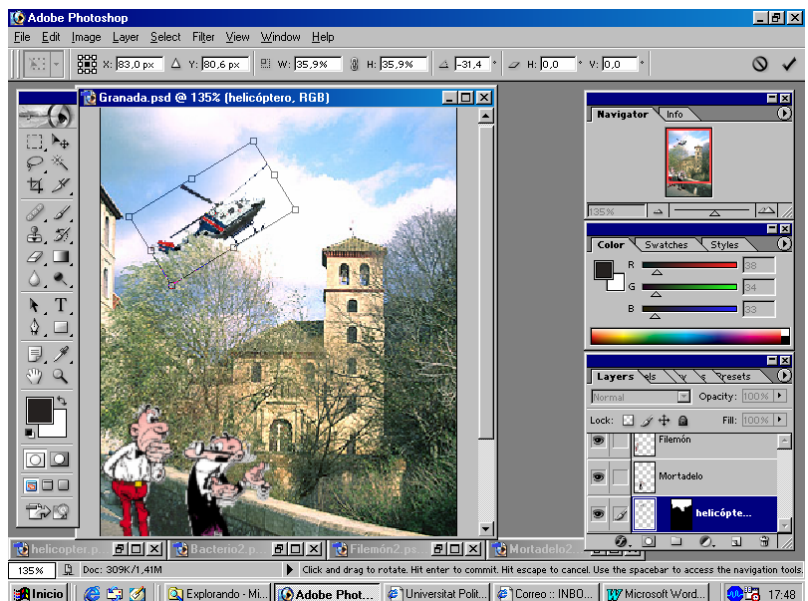 Adobe Photoshop
File Edit Image Layer Select Filter View Window Help
X: 83,0 px Y: 80,6 px W: 35,9% H: 35,9% -31,4 ° H: 0,0 ° V: 0,0 °
Granada.psd @ 135% (helicóptero, RGB)
Navigator Info
135%
Color Swatches Styles
R 38
G 34
B 33
Layers els s Presets
Normal Opacity: 100%
Lock: Fill: 100%
Filemón
Mortadelo
helicópte...
helicopter.p... Bacterio2.p... Filemón2.ps... Mortadelo2...
135% Doc: 309K/1,41M Click and drag to rotate. Hit enter to commit. Hit escape to cancel. Use the spacebar to access the navigation tools.
Inicio Explorando - Mi... Adobe Phot... Universitat Polit... Correo :: INBO... Microsoft Word... 17:48